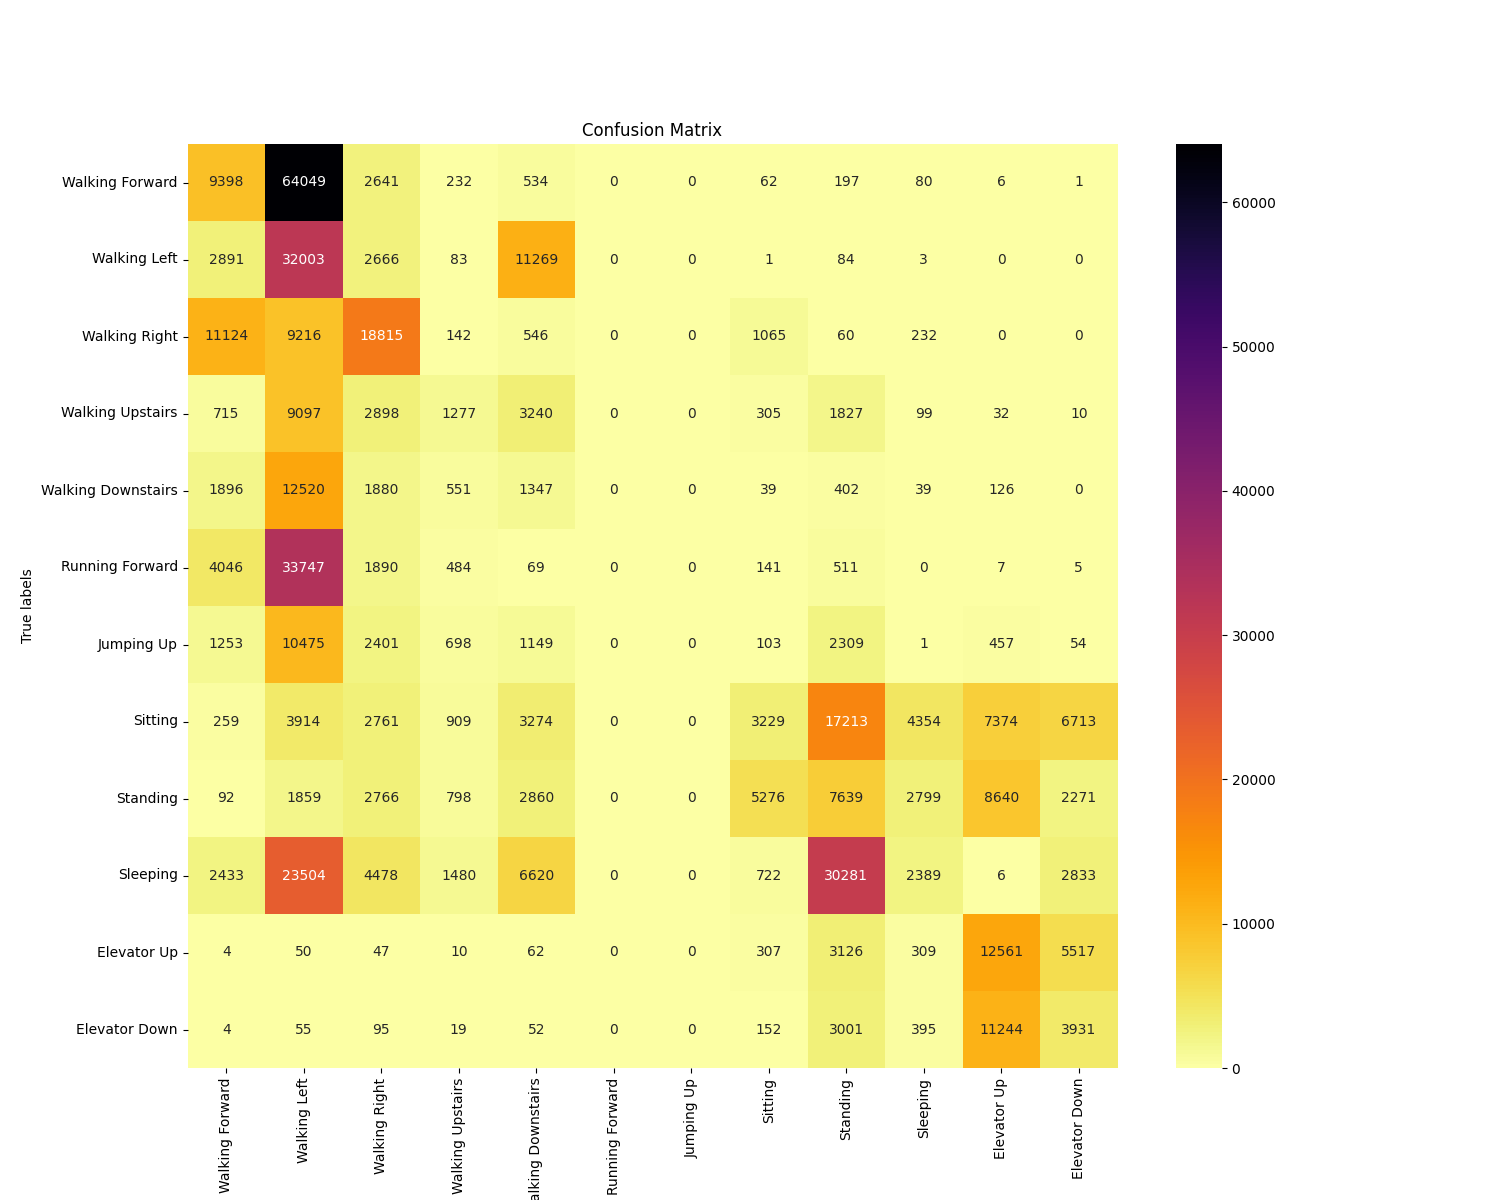 Confusion Matrix
Walking Forward 9398 64049 2641 232 534 0 0 62 197 80 6 1
Walking Left 2891 32003 2666 83 11269 0 0 1 84 3 0 0
Walking Right 11124 9216 18815 142 546 0 0 1065 60 232 0 0
Walking Upstairs 715 9097 2898 1277 3240 0 0 305 1827 99 32 10
Walking Downstairs 1896 12520 1880 551 1347 0 0 39 402 39 126 0
Running Forward 4046 33747 1890 484 69 0 0 141 511 0 7 5
Jumping Up 1253 10475 2401 698 1149 0 0 103 2309 1 457 54
Sitting 259 3914 2761 909 3274 0 0 3229 17213 4354 7374 6713
Standing 92 1859 2766 798 2860 0 0 5276 7639 2799 8640 2271
Sleeping 2433 23504 4478 1480 6620 0 0 722 30281 2389 6 2833
Elevator Up 4 50 47 10 62 0 0 307 3126 309 12561 5517
Elevator Down 4 55 95 19 52 0 0 152 3001 395 11244 3931
True labels
Walking Forward
Walking Left
Walking Right
Walking Upstairs
alking Downstairs
Running Forward
Jumping Up
Sitting
Standing
Sleeping
Elevator Up
Elevator Down
60000
50000
40000
30000
20000
10000
0